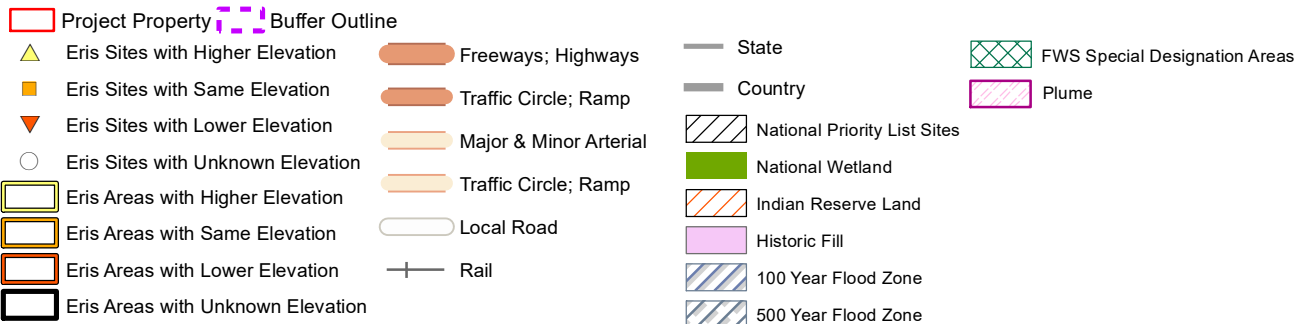 Project Property
Buffer Outline
Eris Sites with Higher Elevation
Eris Sites with Same Elevation
Eris Sites with Lower Elevation
Eris Sites with Unknown Elevation
Eris Areas with Higher Elevation
Eris Areas with Same Elevation
Eris Areas with Lower Elevation
Eris Areas with Unknown Elevation
Freeways; Highways
Traffic Circle; Ramp
Major & Minor Arterial
Traffic Circle; Ramp
Local Road
Rail
State
Country
National Priority List Sites
National Wetland
Indian Reserve Land
Historic Fill
100 Year Flood Zone
500 Year Flood Zone
FWS Special Designation Areas
Plume